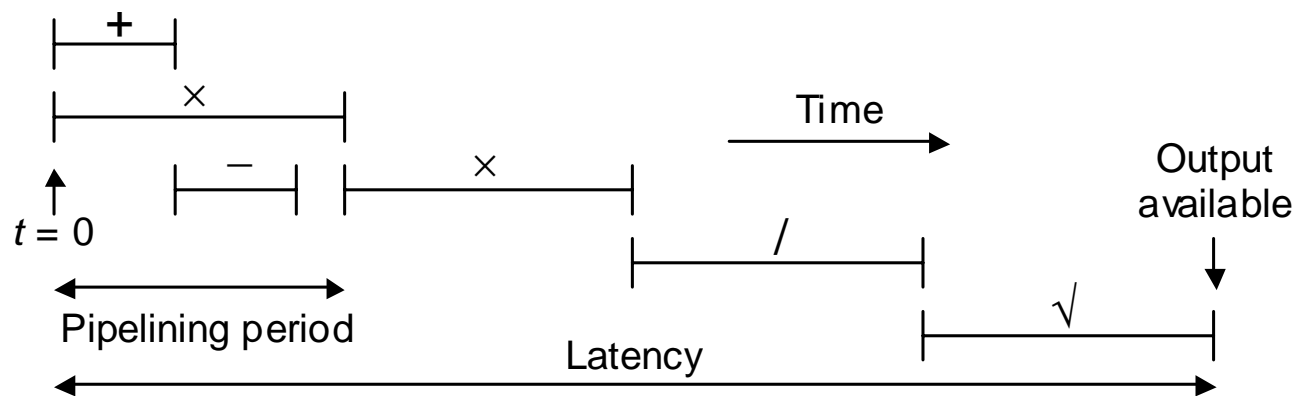 +
×
Time
−
×
Output
available
t = 0
/
Pipelining period
√
Latency